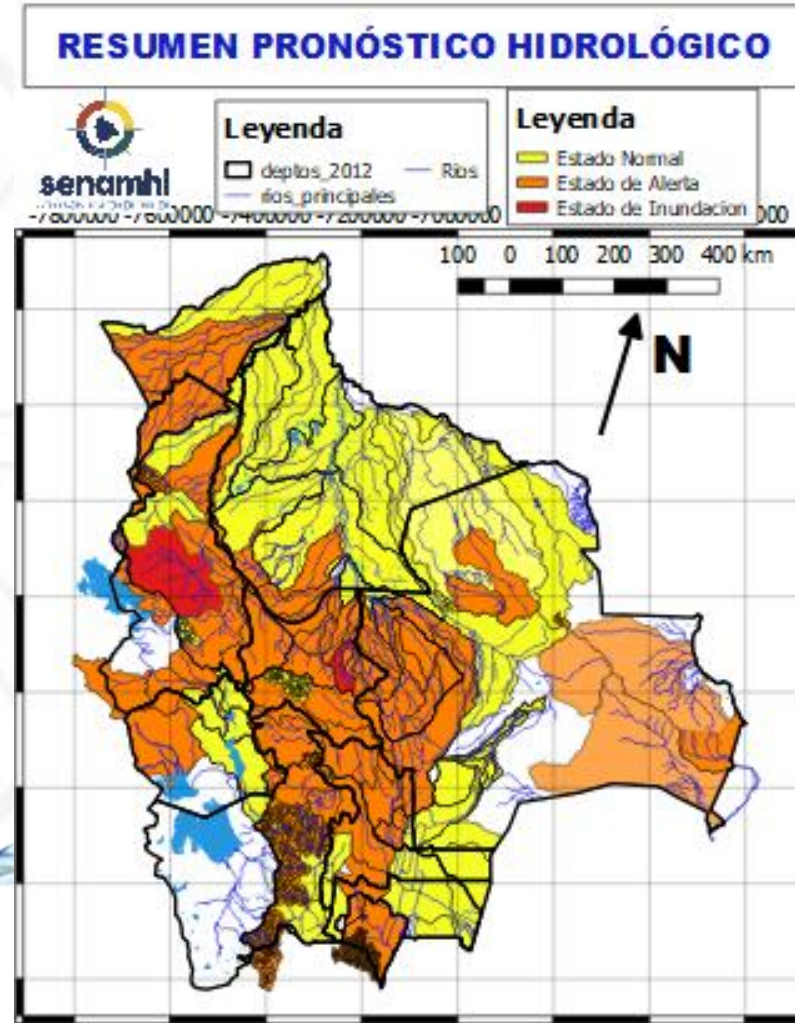 RESUMEN PRONÓSTICO HIDROLÓGICO
senamhi
Leyenda
deptos_2012
Rios
rios_principales
Leyenda
Estado Normal
Estado de Alerta
Estado de Inundacion
-7800000 -7600000 -7400000 -7200000 -7000000
100 0 100 200 300 400 km
N